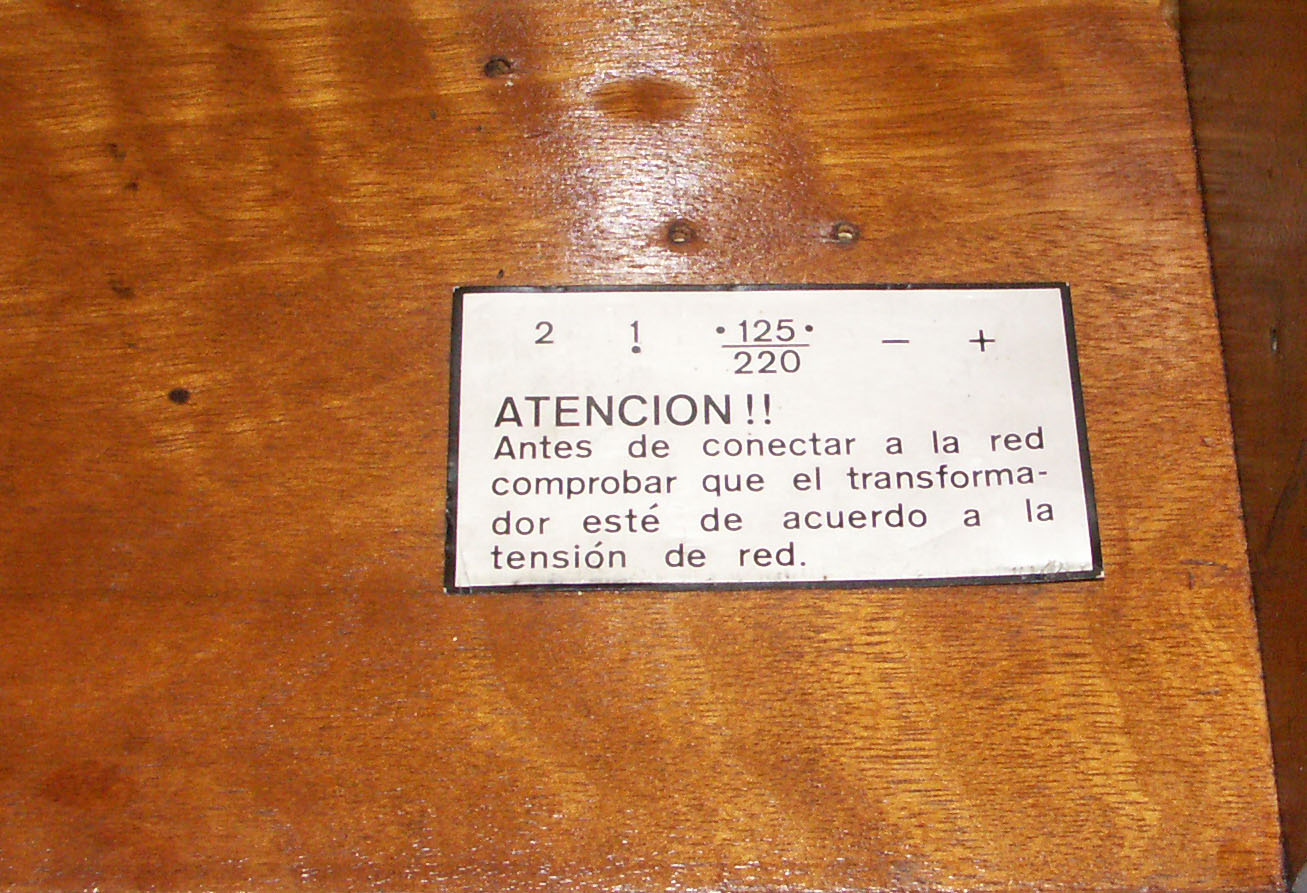 2 1 •125• − +
220
ATENCION!!
Antes de conectar a la red
comprobar que el transforma-
dor esté de acuerdo a la
tensión de red.